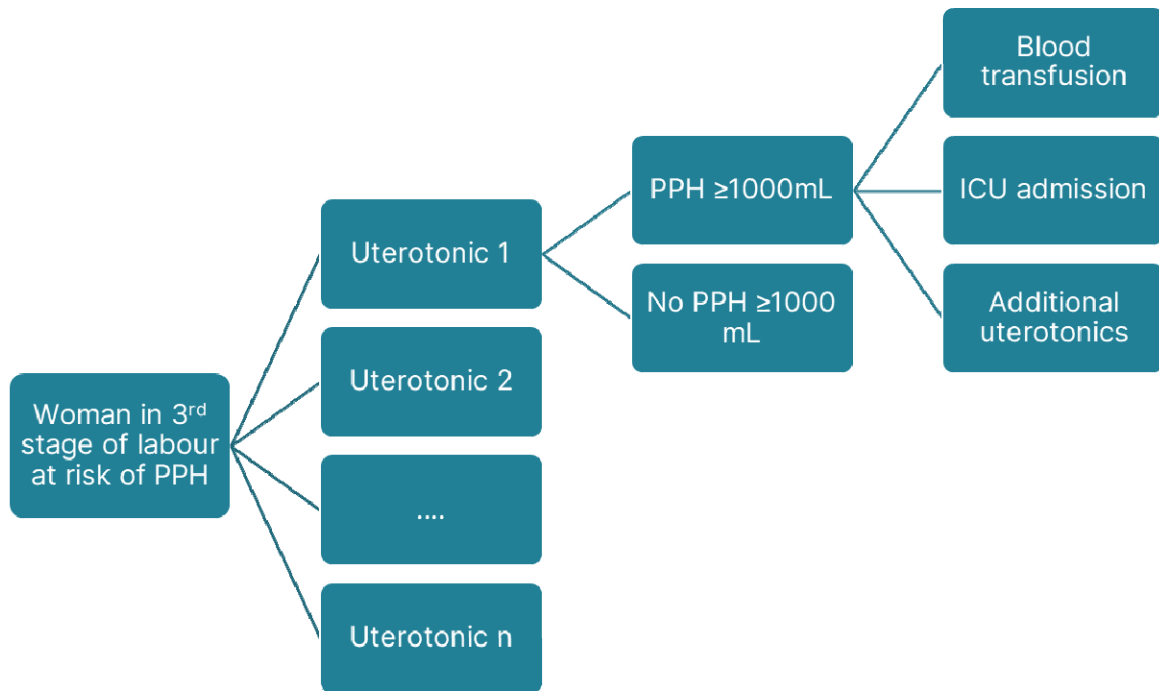 Woman in 3rd
stage of labour
at risk of PPH
Uterotonic 1
Uterotonic 2
....
Uterotonic n
PPH ≥1000mL
No PPH ≥1000
mL
Blood
transfusion
ICU admission
Additional
uterotonics